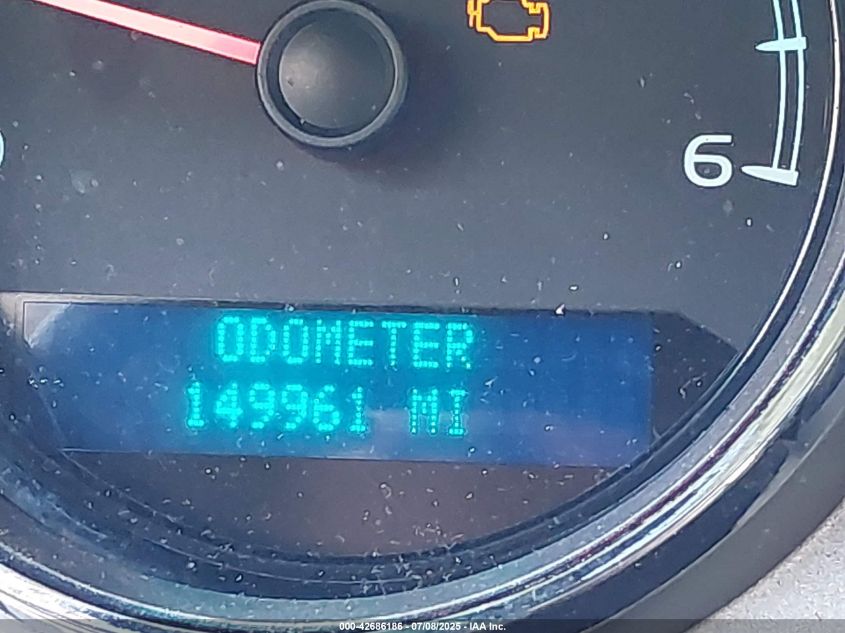 6
ODOMETER
149961 MI
000-42686186 - 07/08/2025 - IAA Inc.